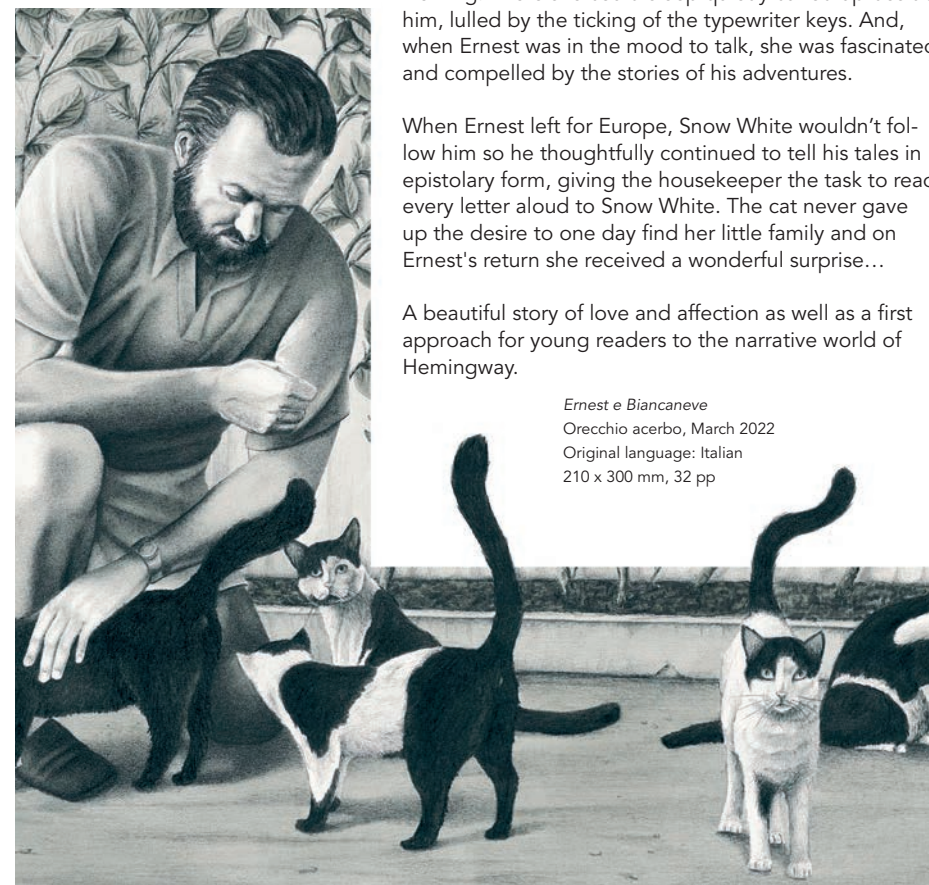 him, lulled by the ticking of the typewriter keys. And,
when Ernest was in the mood to talk, she was fascinated
and compelled by the stories of his adventures.
When Ernest left for Europe, Snow White wouldn’t fol-
low him so he thoughtfully continued to tell his tales in
epistolary form, giving the housekeeper the task to read
every letter aloud to Snow White. The cat never gave
up the desire to one day find her little family and on
Ernest's return she received a wonderful surprise…
A beautiful story of love and affection as well as a first
approach for young readers to the narrative world of
Hemingway.
Ernest e Biancaneve
Orecchio acerbo, March 2022
Original language: Italian
210 x 300 mm, 32 pp